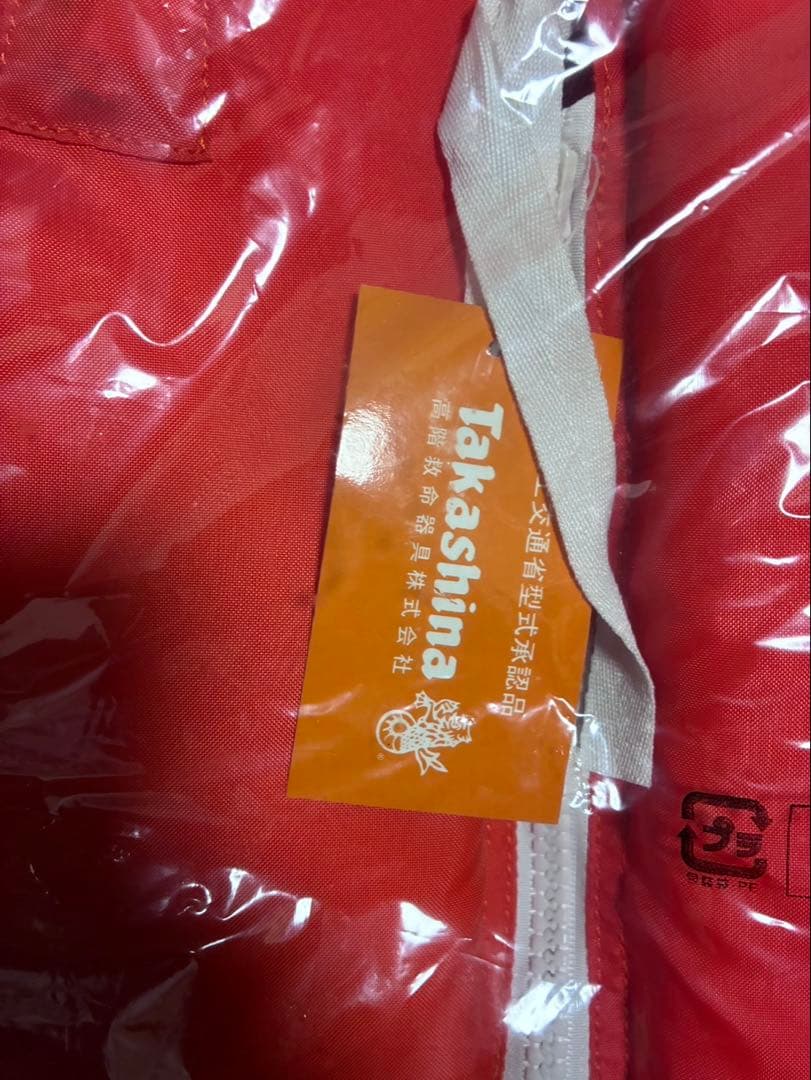 交通省型式承認品
Takashina
高階救命器具株式会社
®
プラ